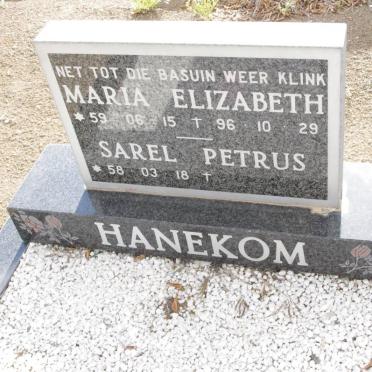 NET TOT DIE BASUIN WEER KLINK
MARIA ELIZABETH
* 59 06 15 † 96 10 29
SAREL PETRUS
* 58 03 18 †
HANEKOM